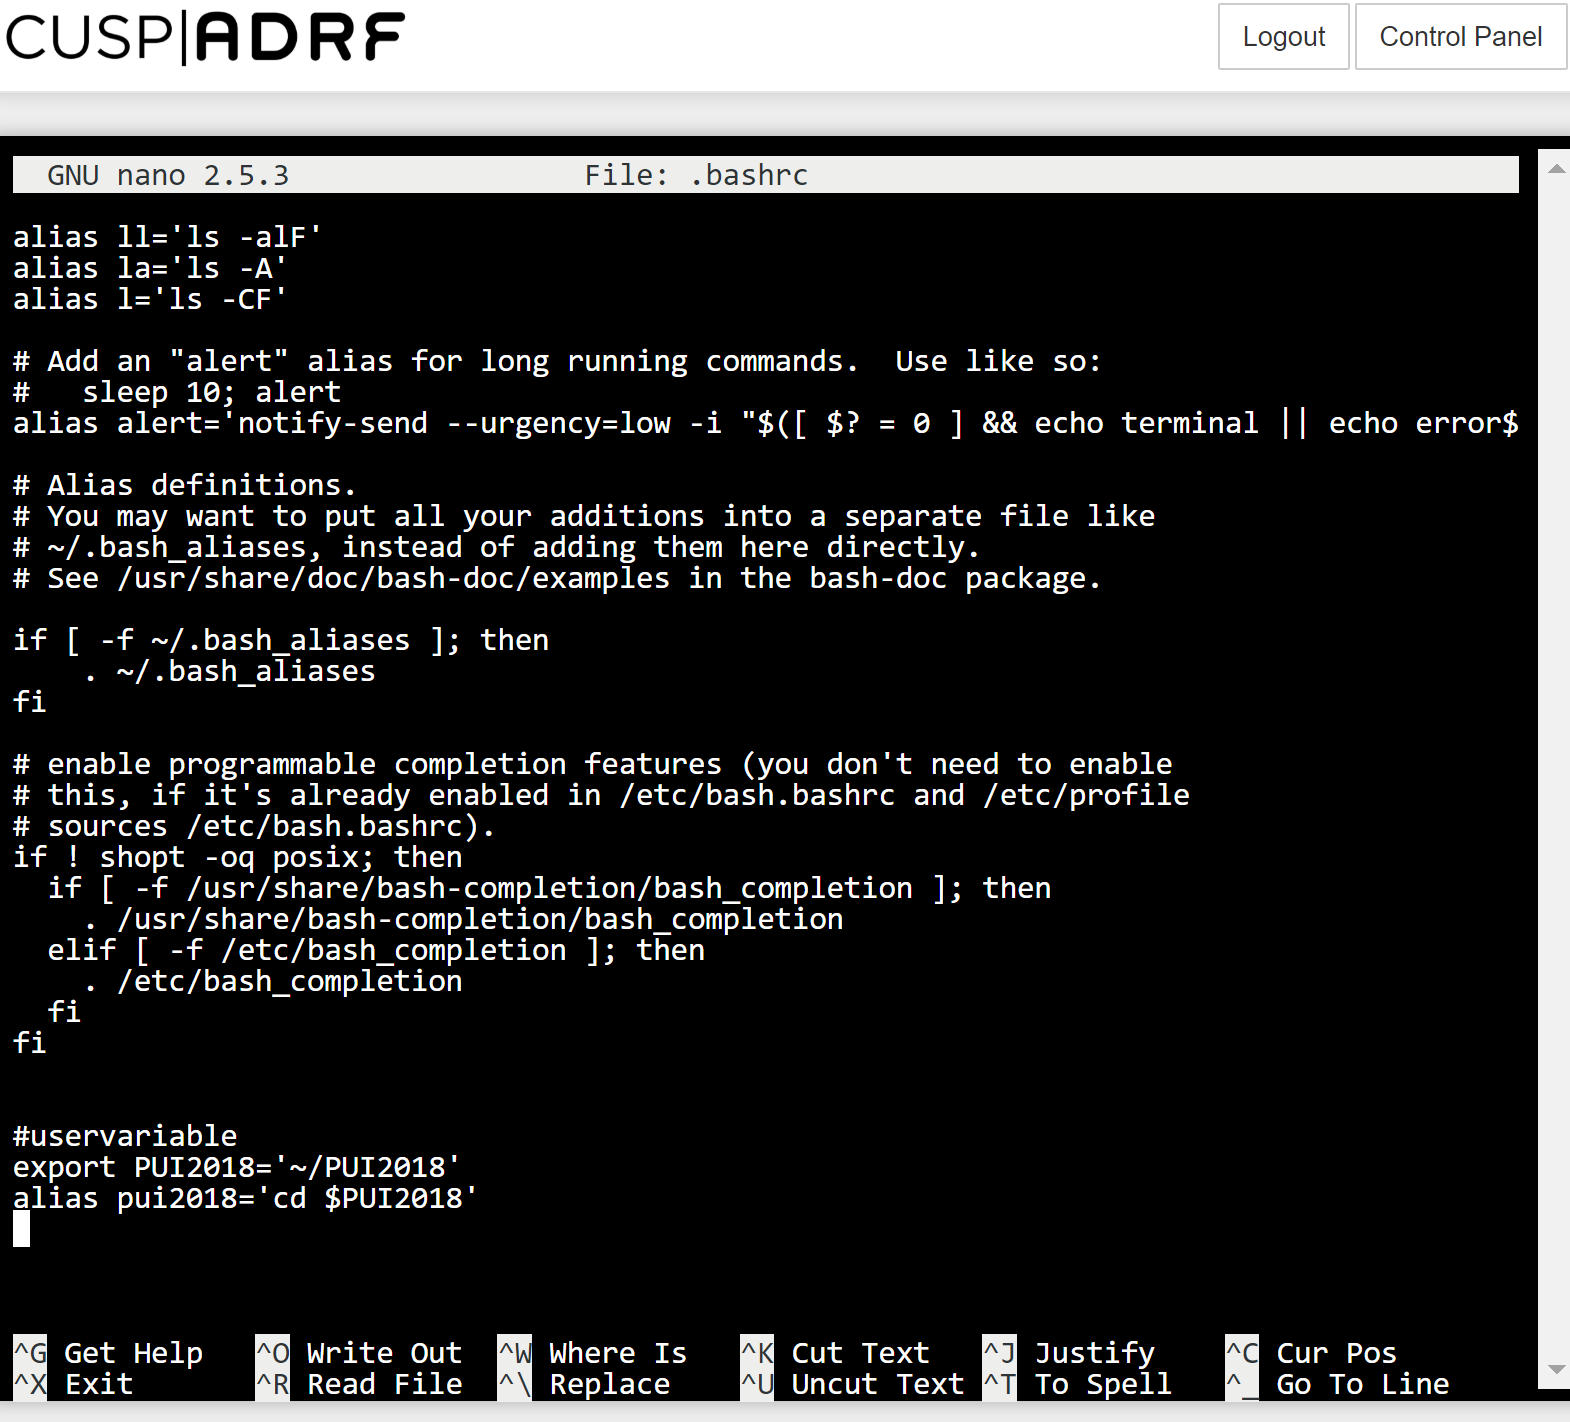 CUSP|ADRF
Logout Control Panel
GNU nano 2.5.3 File: .bashrc
alias ll='ls -alF'
alias la='ls -A'
alias l='ls -CF'
# Add an "alert" alias for long running commands.  Use like so:
#   sleep 10; alert
alias alert='notify-send --urgency=low -i "$([ $? = 0 ] && echo terminal || echo error$
# Alias definitions.
# You may want to put all your additions into a separate file like
# ~/.bash_aliases, instead of adding them here directly.
# See /usr/share/doc/bash-doc/examples in the bash-doc package.
if [ -f ~/.bash_aliases ]; then
    . ~/.bash_aliases
fi
# enable programmable completion features (you don't need to enable
# this, if it's already enabled in /etc/bash.bashrc and /etc/profile
# sources /etc/bash.bashrc).
if ! shopt -oq posix; then
  if [ -f /usr/share/bash-completion/bash_completion ]; then
    . /usr/share/bash-completion/bash_completion
  elif [ -f /etc/bash_completion ]; then
    . /etc/bash_completion
  fi
fi
#uservariable
export PUI2018='~/PUI2018'
alias pui2018='cd $PUI2018'
^G Get Help ^O Write Out ^W Where Is ^K Cut Text ^J Justify ^C Cur Pos
^X Exit ^R Read File ^\ Replace ^U Uncut Text ^T To Spell ^_ Go To Line